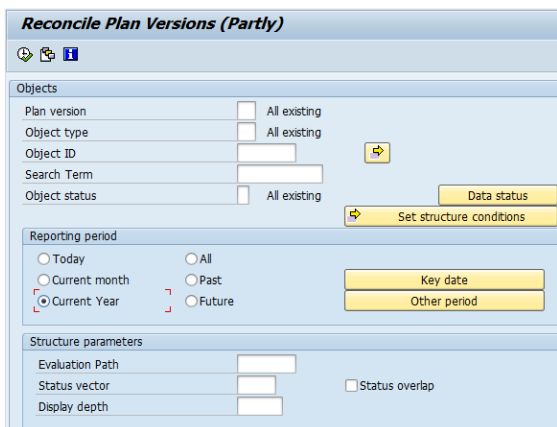 Reconcile Plan Versions (Partly)
Objects
Plan version All existing
Object type All existing
Object ID
Search Term
Object status All existing Data status
Set structure conditions
Reporting period
Today All
Current month Past Key date
Current Year Future Other period
Structure parameters
Evaluation Path
Status vector Status overlap
Display depth